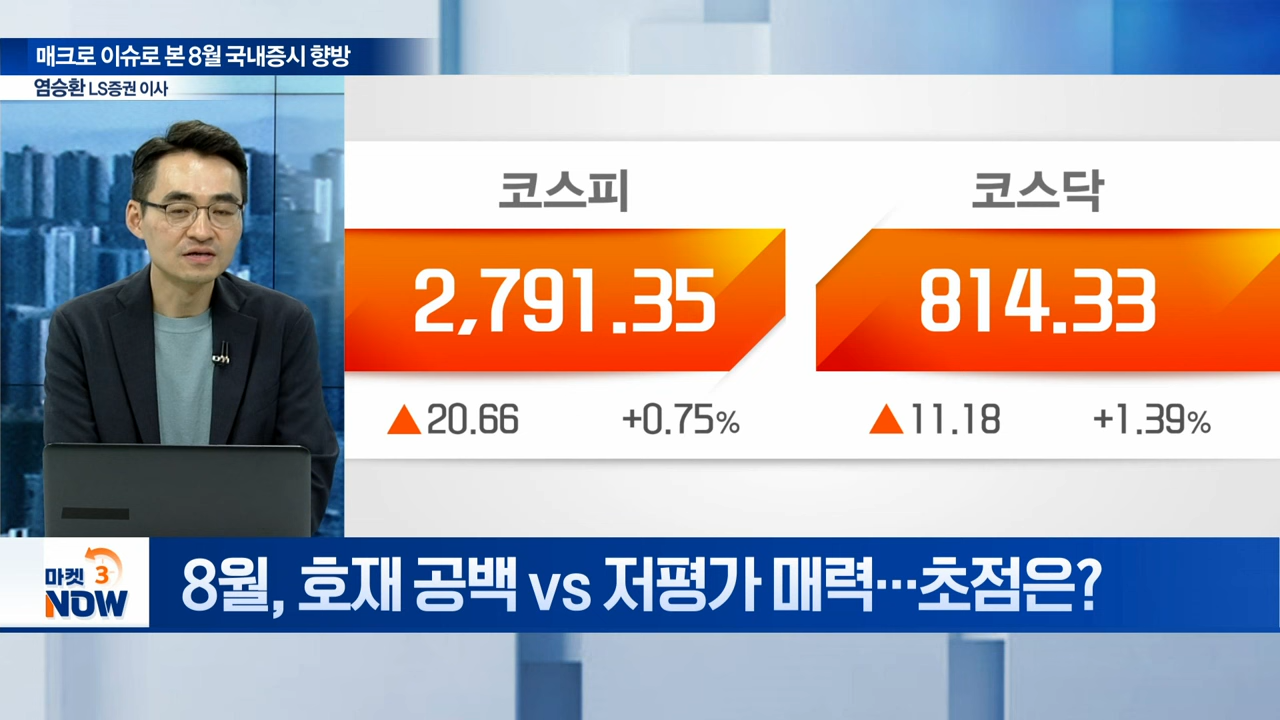 매크로 이슈로 본 8월 국내증시 향방
염승환 LS증권 이사
코스피
2,791.35
▲20.66 +0.75%
코스닥
814.33
▲11.18 +1.39%
마켓 3
NOW
8월, 호재 공백 vs 저평가 매력…초점은?